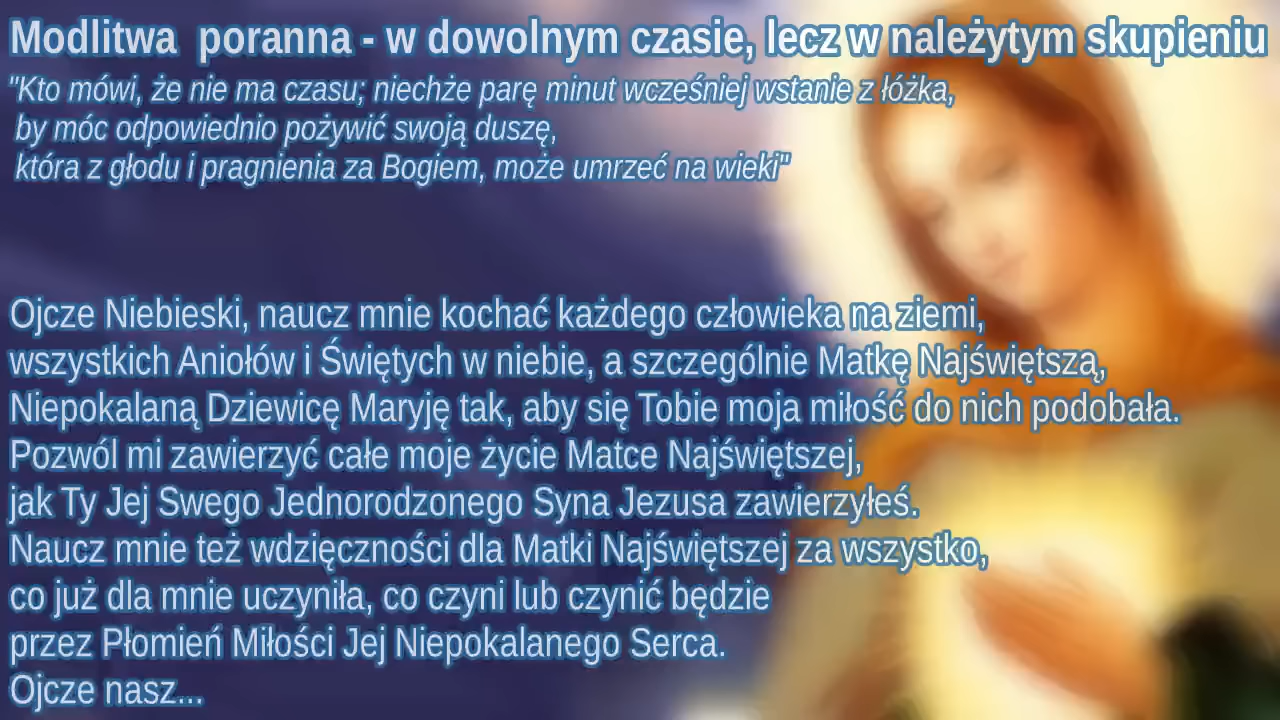 Modlitwa poranna - w dowolnym czasie, lecz w należytym skupieniu
"Kto mówi, że nie ma czasu; niechże parę minut wcześniej wstanie z łóżka,
by móc odpowiednio pożywić swoją duszę,
która z głodu i pragnienia za Bogiem, może umrzeć na wieki"
Ojcze Niebieski, naucz mnie kochać każdego człowieka na ziemi,
wszystkich Aniołów i Świętych w niebie, a szczególnie Matkę Najświętszą,
Niepokalaną Dziewicę Maryję tak, aby się Tobie moja miłość do nich podobała.
Pozwól mi zawierzyć całe moje życie Matce Najświętszej,
jak Ty Jej Swego Jednorodzonego Syna Jezusa zawierzyłeś.
Naucz mnie też wdzięczności dla Matki Najświętszej za wszystko,
co już dla mnie uczyniła, co czyni lub czynić będzie
przez Płomień Miłości Jej Niepokalanego Serca.
Ojcze nasz...